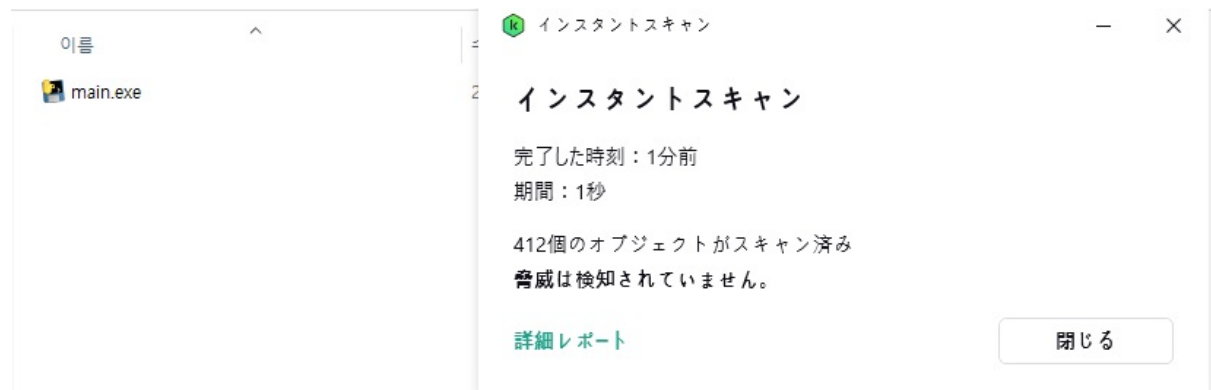 이름
main.exe
インスタントスキャン
インスタントスキャン
完了した時刻：1分前
期間：1秒
412個のオブジェクトがスキャン済み
脅威は検知されていません。
詳細レポート
閉じる